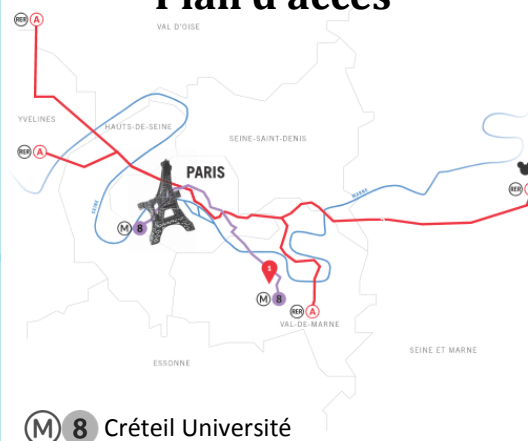 Plan d'accès
RER A
VAL D'OISE
YVELINES
HAUTS-DE-SEINE
SEINE-SAINT-DENIS
RER A
PARIS
MARNE
RER
SEINE
M 8
1
M 8
RER A
VAL-DE-MARNE
SEINE ET MARNE
ESSONNE
M 8 Créteil Université